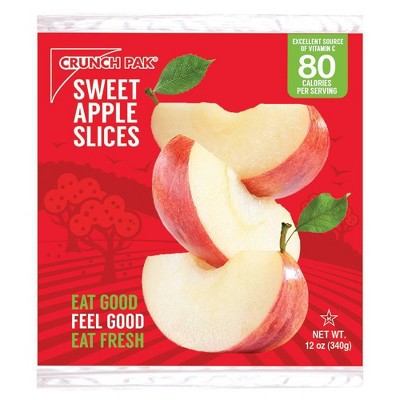 CRUNCH PAK®
SWEET
APPLE
SLICES
EXCELLENT SOURCE
OF VITAMIN C
80
CALORIES
PER SERVING
EAT GOOD
FEEL GOOD
EAT FRESH
K
NET WT.
12 oz (340g)